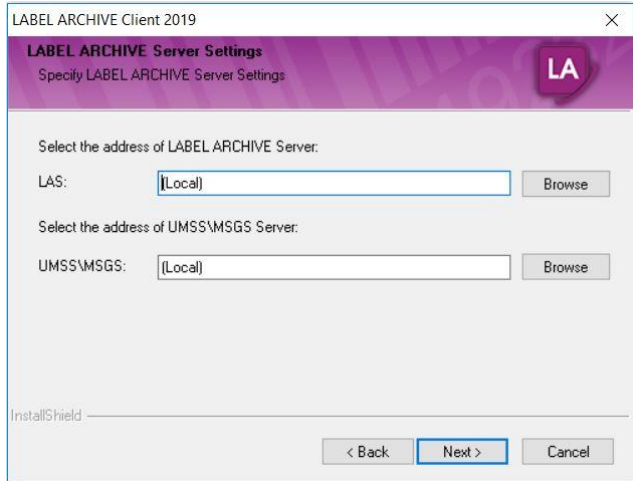 LABEL ARCHIVE Client 2019
LABEL ARCHIVE Server Settings
Specify LABEL ARCHIVE Server Settings
LA
Select the address of LABEL ARCHIVE Server:
LAS: (Local) Browse
Select the address of UMSS\MSGS Server:
UMSS\MSGS: (Local) Browse
InstallShield
< Back Next > Cancel